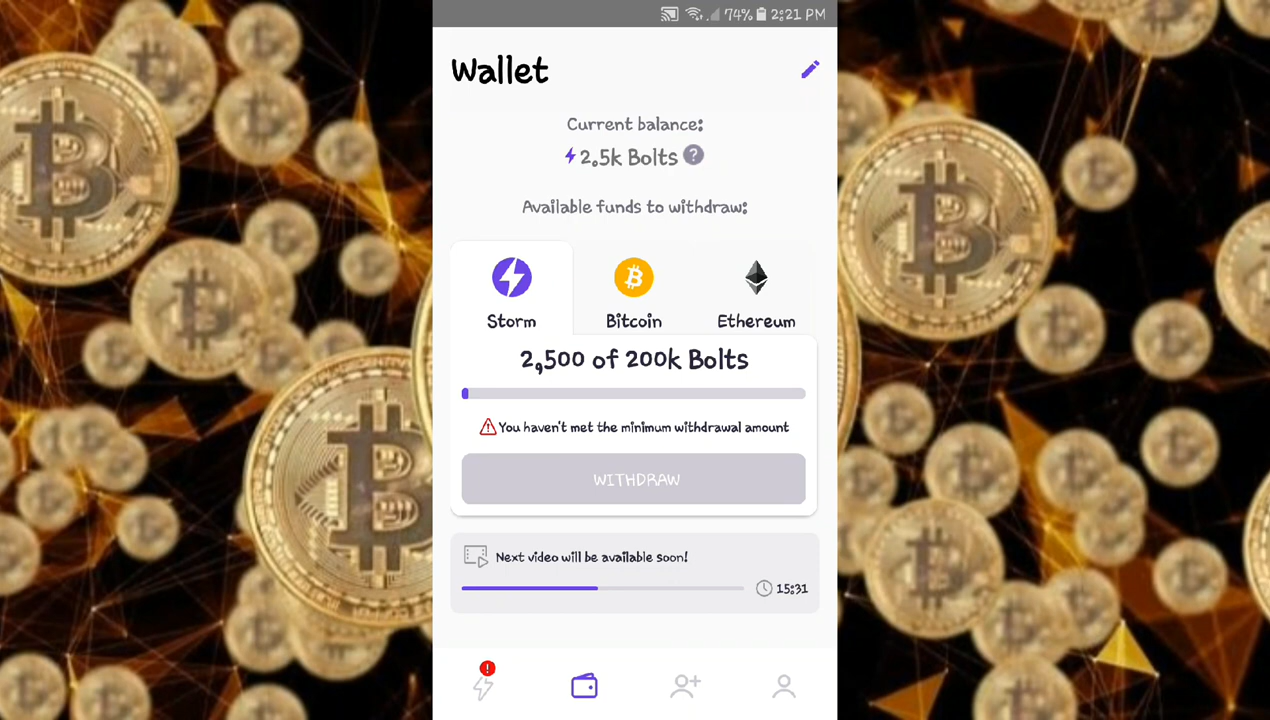 74% 2:21 PM
Wallet
Current balance:
2,5k Bolts ?
Available funds to withdraw:
Storm Bitcoin Ethereum
2,500 of 200k Bolts
You haven't met the minimum withdrawal amount
WITHDRAW
Next video will be available soon!
15:31